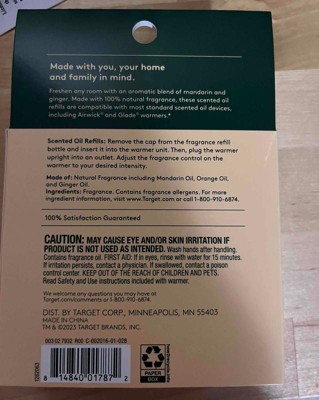 Made with you, your home
and family in mind.
Freshen any room with an aromatic blend of mandarin and
ginger. Made with 100% natural fragrance, these scented oil
refills are compatible with most standard scented oil devices,
including Airwick® and Glade® warmers.*
Scented Oil Refills: Remove the cap from the fragrance refill
bottle and insert it into the warmer unit. Then, plug the warmer
upright into an outlet. Adjust the fragrance control on the
warmer to your desired intensity.
Made of: Natural Fragrance including Mandarin Oil, Orange Oil,
and Ginger Oil.
Ingredients: Fragrance. Contains fragrance allergens. For more
ingredient information, visit www.Target.com or call 1-800-910-6874.
100% Satisfaction Guaranteed
CAUTION: MAY CAUSE EYE AND/OR SKIN IRRITATION IF
PRODUCT IS NOT USED AS INTENDED. Wash hands after handling.
Contains fragrance oil. FIRST AID: If in eyes, rinse with water for 15 minutes.
If irritation persists, contact a physician. If swallowed, contact a poison
control center. KEEP OUT OF THE REACH OF CHILDREN AND PETS.
Read Safety and Use instructions included with warmer.
We welcome any questions you may have at
Target.com/comments or 1-800-910-6874.
DIST. BY TARGET CORP., MINNEAPOLIS, MN 55403
MADE IN CHINA
TM & ©2023 TARGET BRANDS, INC.
003 02 7932 R00 C-002018-01-028
8 14840 01787 2
PAPER
BOX